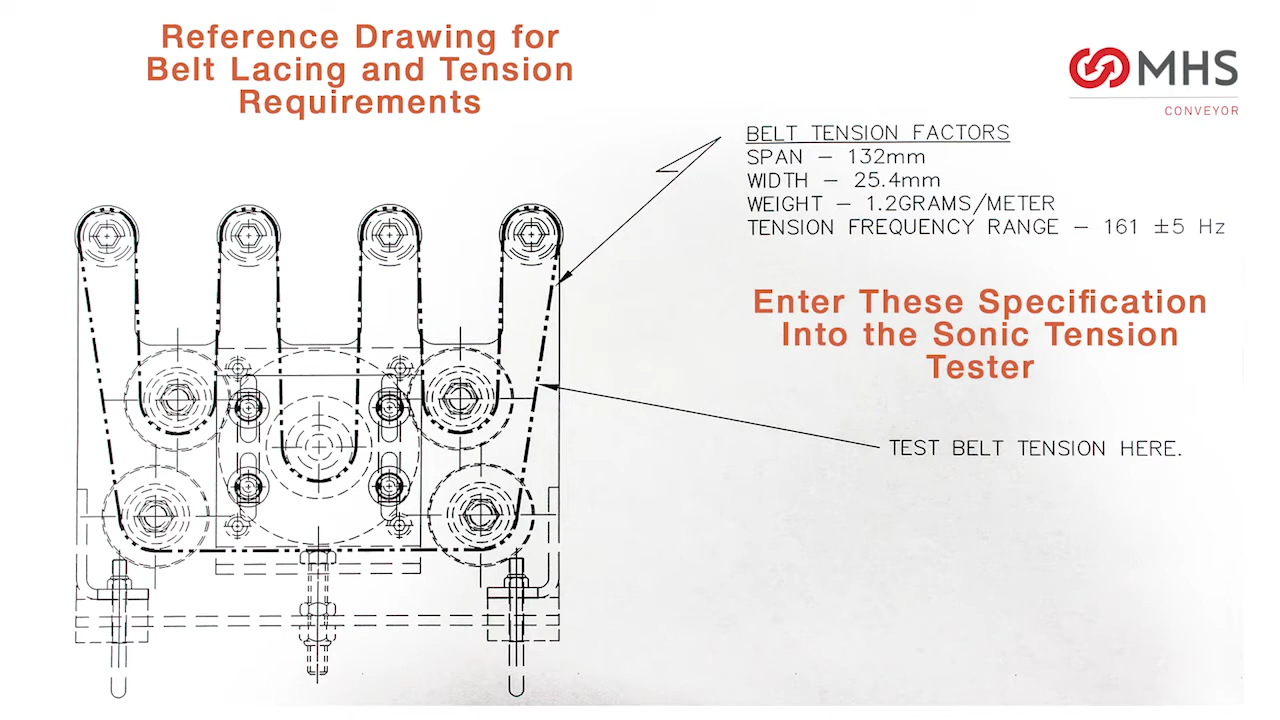 Reference Drawing for
Belt Lacing and Tension
Requirements
MHS
CONVEYOR
BELT TENSION FACTORS
SPAN – 132mm
WIDTH – 25.4mm
WEIGHT – 1.2GRAMS/METER
TENSION FREQUENCY RANGE – 161 ±5 Hz
Enter These Specification
Into the Sonic Tension
Tester
TEST BELT TENSION HERE.